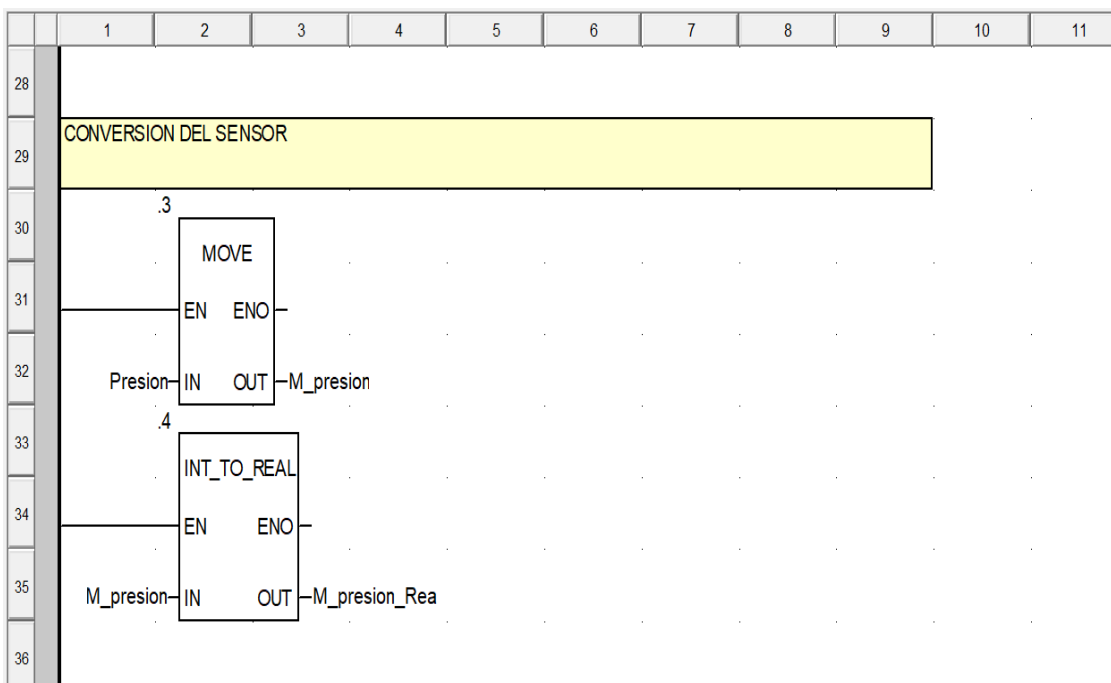 1 2 3 4 5 6 7 8 9 10 11
28
29 CONVERSION DEL SENSOR
30 .3
MOVE
31 EN ENO
32 Presion IN OUT M_presion
.4
33 INT_TO_REAL
34 EN ENO
35 M_presion IN OUT M_presion_Rea
36